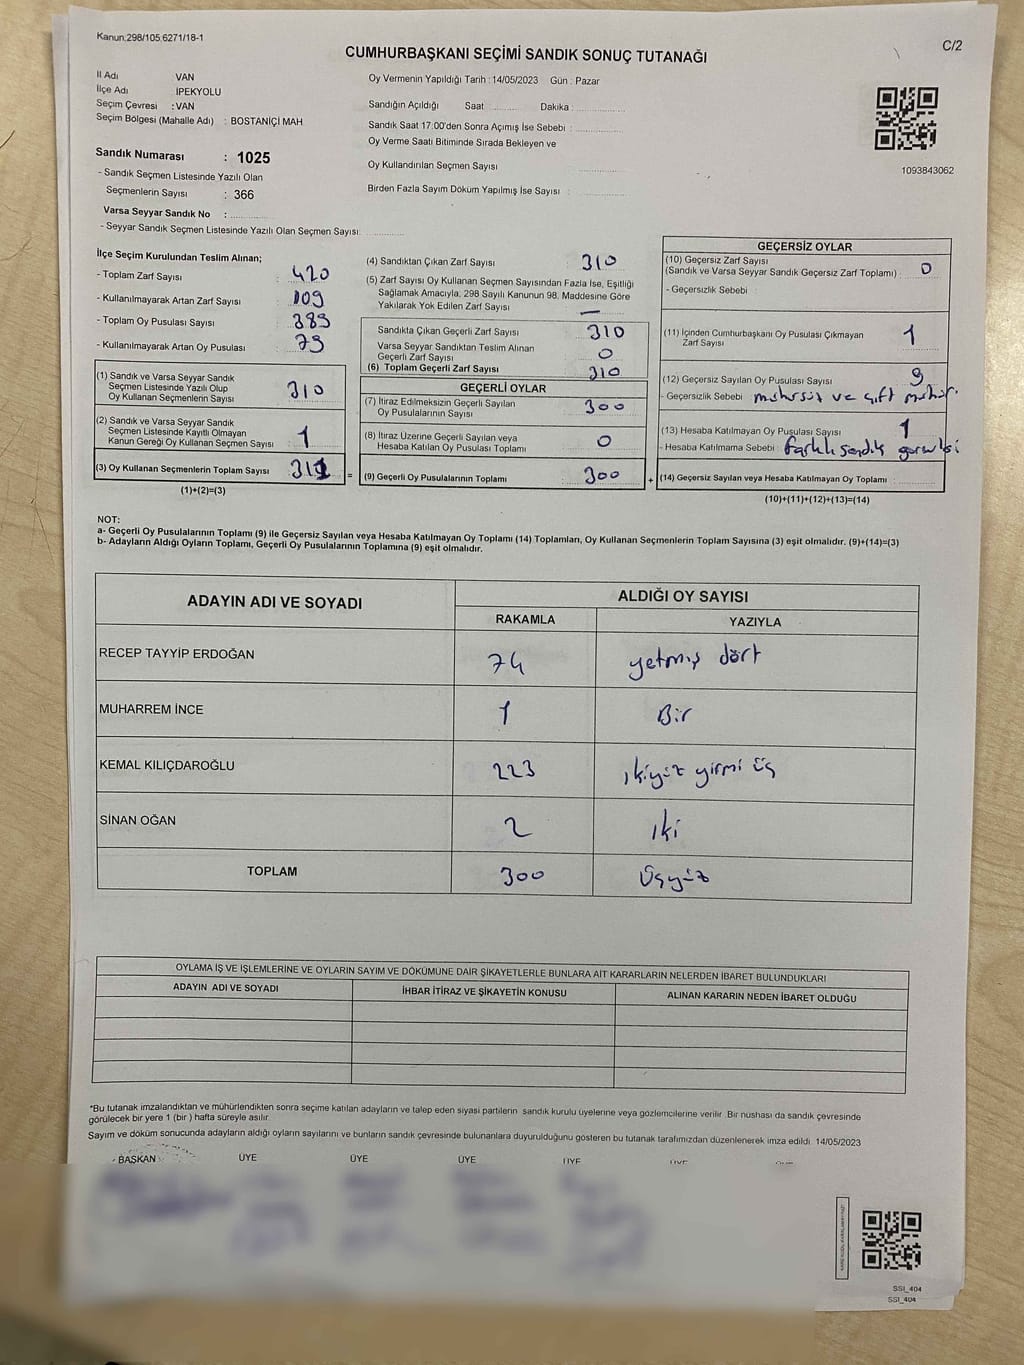 Kanun:298/105,6271/18-1
C/2
CUMHURBAŞKANI SEÇİMİ SANDIK SONUÇ TUTANAĞI
İl Adı VAN
İlçe Adı İPEKYOLU
Seçim Çevresi : VAN
Seçim Bölgesi (Mahalle Adı) : BOSTANİÇİ MAH
Sandık Numarası : 1025
- Sandık Seçmen Listesinde Yazılı Olan
Seçmenlerin Sayısı : 366
Varsa Seyyar Sandık No :
- Seyyar Sandık Seçmen Listesinde Yazılı Olan Seçmen Sayısı:
Oy Vermenin Yapıldığı Tarih : 14/05/2023 Gün : Pazar
Sandığın Açıldığı Saat Dakika :
Sandık Saat 17:00'den Sonra Açımış İse Sebebi :
Oy Verme Saati Bitiminde Sırada Bekleyen ve
Oy Kullandırılan Seçmen Sayısı
Birden Fazla Sayım Döküm Yapılmış İse Sayısı :
1093843062
İlçe Seçim Kurulundan Teslim Alınan;
- Toplam Zarf Sayısı : 420
- Kullanılmayarak Artan Zarf Sayısı : 109
- Toplam Oy Pusulası Sayısı : 383
- Kullanılmayarak Artan Oy Pusulası : 73
(1) Sandık ve Varsa Seyyar Sandık
Seçmen Listesinde Yazılı Olup
Oy Kullanan Seçmenlerin Sayısı 310
(2) Sandık ve Varsa Seyyar Sandık
Seçmen Listesinde Kayıtlı Olmayan
Kanun Gereği Oy Kullanan Seçmen Sayısı 1
(3) Oy Kullanan Seçmenlerin Toplam Sayısı 311
(1)+(2)=(3)
=
(4) Sandıktan Çıkan Zarf Sayısı 310
(5) Zarf Sayısı Oy Kullanan Seçmen Sayısından Fazla İse, Eşitliği
Sağlamak Amacıyla, 298 Sayılı Kanunun 98. Maddesine Göre
Yakılarak Yok Edilen Zarf Sayısı —
Sandıkta Çıkan Geçerli Zarf Sayısı 310
Varsa Seyyar Sandıktan Teslim Alınan
Geçerli Zarf Sayısı 0
(6) Toplam Geçerli Zarf Sayısı 310
GEÇERLİ OYLAR
(7) İtiraz Edilmeksizin Geçerli Sayılan
Oy Pusulalarının Sayısı 300
(8) İtiraz Üzerine Geçerli Sayılan veya
Hesaba Katılan Oy Pusulası Toplamı 0
(9) Geçerli Oy Pusulalarının Toplamı 300
+
GEÇERSİZ OYLAR
(10) Geçersiz Zarf Sayısı
(Sandık ve Varsa Seyyar Sandık Geçersiz Zarf Toplamı) : 0
- Geçersizlik Sebebi :
(11) İçinden Cumhurbaşkanı Oy Pusulası Çıkmayan
Zarf Sayısı 1
(12) Geçersiz Sayılan Oy Pusulası Sayısı 9
- Geçersizlik Sebebi : mühürsüz ve çift mühür.
(13) Hesaba Katılmayan Oy Pusulası Sayısı 1
- Hesaba Katılmama Sebebi : farklı sandık
(14) Geçersiz Sayılan veya Hesaba Katılmayan Oy Toplamı
(10)+(11)+(12)+(13)=(14)
NOT:
a- Geçerli Oy Pusulalarının Toplamı (9) ile Geçersiz Sayılan veya Hesaba Katılmayan Oy Toplamı (14) Toplamları, Oy Kullanan Seçmenlerin Toplam Sayısına (3) eşit olmalıdır. (9)+(14)=(3)
b- Adayların Aldığı Oyların Toplamı, Geçerli Oy Pusulalarının Toplamına (9) eşit olmalıdır.
ADAYIN ADI VE SOYADI
ALDIĞI OY SAYISI
RAKAMLA YAZIYLA
RECEP TAYYİP ERDOĞAN 74 yetmiş dört
MUHARREM İNCE 1 Bir
KEMAL KILIÇDAROĞLU 223 ikiyüz yirmi üç
SİNAN OĞAN 2 iki
TOPLAM 300 Üçyüz
OYLAMA İŞ VE İŞLEMLERİNE VE OYLARIN SAYIM VE DÖKÜMÜNE DAİR ŞİKAYETLERLE BUNLARA AİT KARARLARIN NELERDEN İBARET BULUNDUKLARI
ADAYIN ADI VE SOYADI İHBAR İTİRAZ VE ŞİKAYETİN KONUSU ALINAN KARARIN NEDEN İBARET OLDUĞU
*Bu tutanak imzalandıktan ve mühürlendikten sonra seçime katılan adayların ve talep eden siyasi partilerin sandık kurulu üyelerine veya gözlemcilerine verilir. Bir nushası da sandık çevresinde
görülecek bir yere 1 (bir ) hafta süreyle asılır.
Sayım ve döküm sonucunda adayların aldığı oyların sayılarını ve bunların sandık çevresinde bulunanlara duyurulduğunu gösteren bu tutanak tarafımızdan düzenlenerek imza edildi. 14/05/2023
BAŞKAN ÜYE ÜYE ÜYE ÜYE
SSI_404
SSI_404